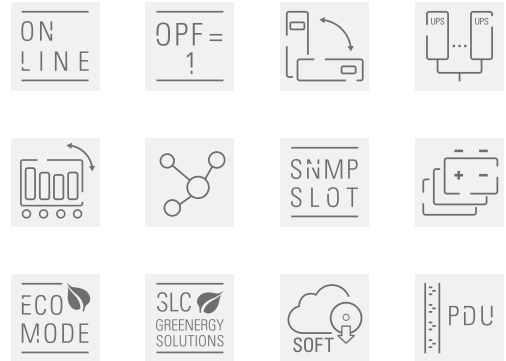 ON
LINE
OPF =
1
UPS UPS
...
SNMP
SLOT
ECO
MODE
SLC
GREENERGY
SOLUTIONS
SOFT
PDU